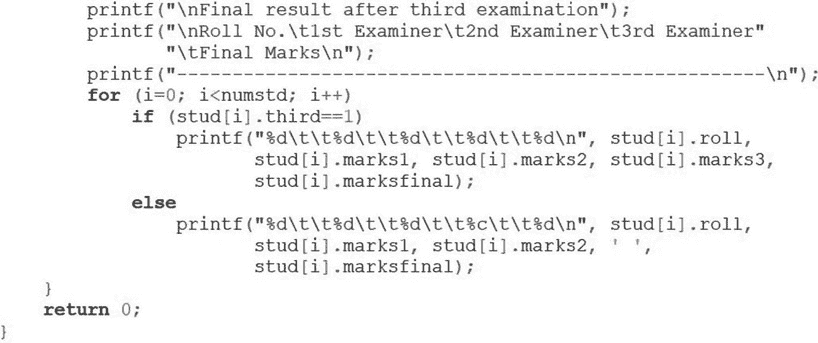 printf("\nFinal result after third examination");
printf("\nRoll No.\t1st Examiner\t2nd Examiner\t3rd Examiner"
"\tFinal Marks\n");
printf("-----------------------------------------------------\n");
for (i=0; i<numstd; i++)
if (stud[i].third==1)
printf("%d\t\t%d\t\t%d\t\t%d\t\t%d\n", stud[i].roll,
stud[i].marks1, stud[i].marks2, stud[i].marks3,
stud[i].marksfinal);
else
printf("%d\t\t%d\t\t%d\t\t%c\t\t%d\n", stud[i].roll,
stud[i].marks1, stud[i].marks2, ' ',
stud[i].marksfinal);
}
return 0;
}